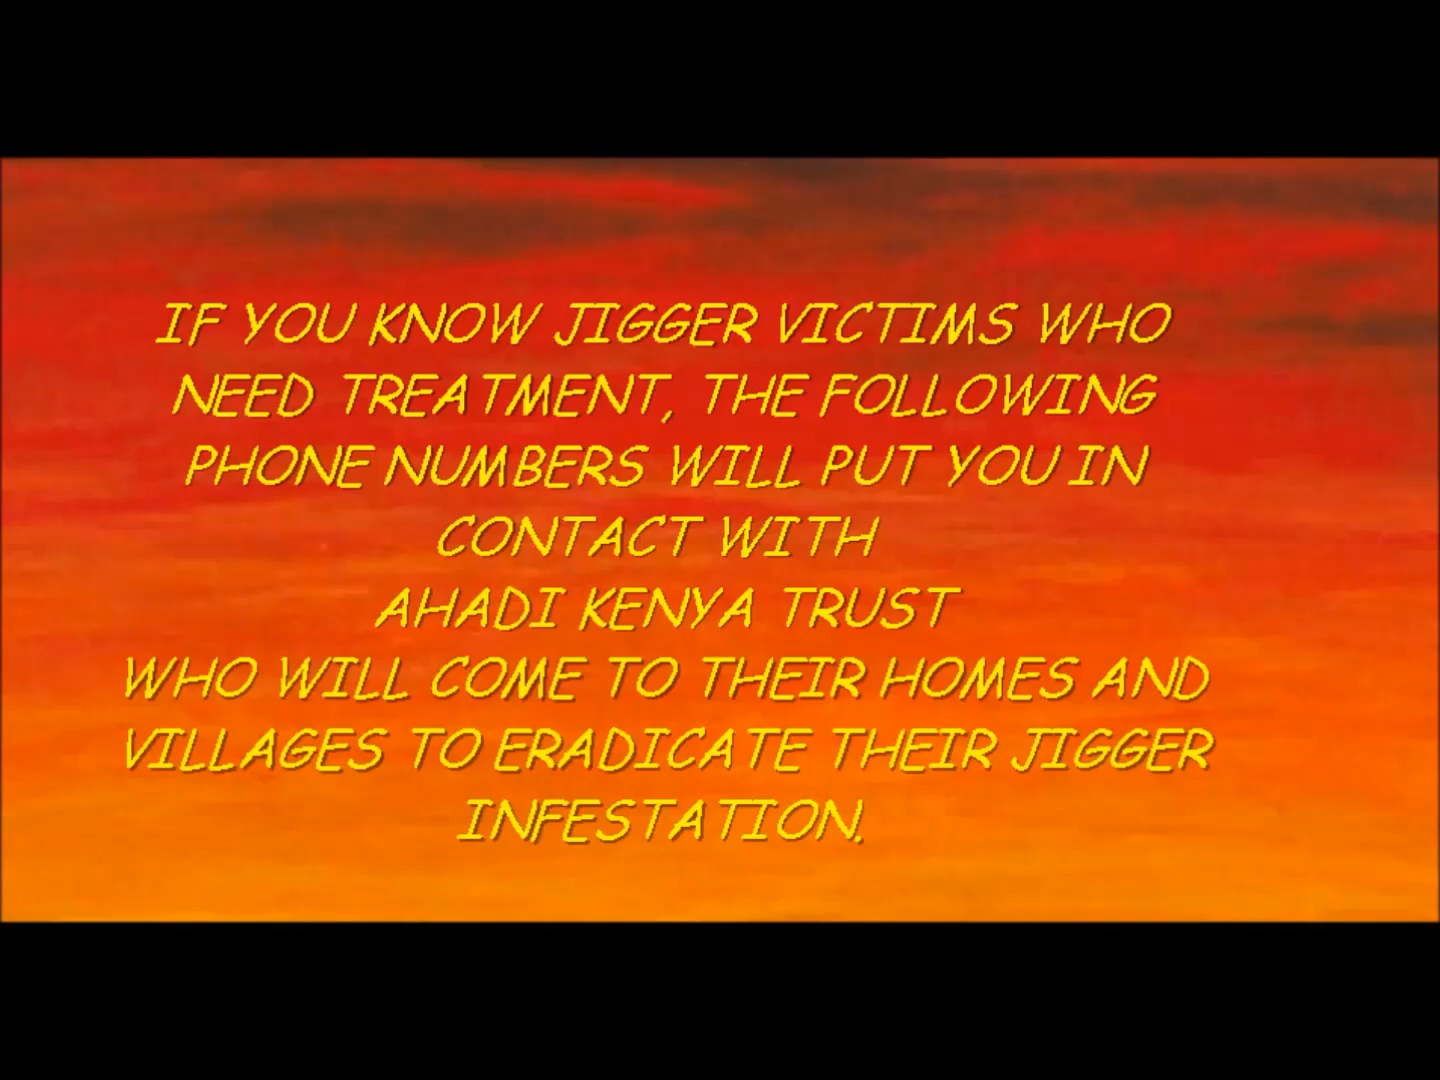 IF YOU KNOW JIGGER VICTIMS WHO
NEED TREATMENT, THE FOLLOWING
PHONE NUMBERS WILL PUT YOU IN
CONTACT WITH
AHADI KENYA TRUST
WHO WILL COME TO THEIR HOMES AND
VILLAGES TO ERADICATE THEIR JIGGER
INFESTATION.